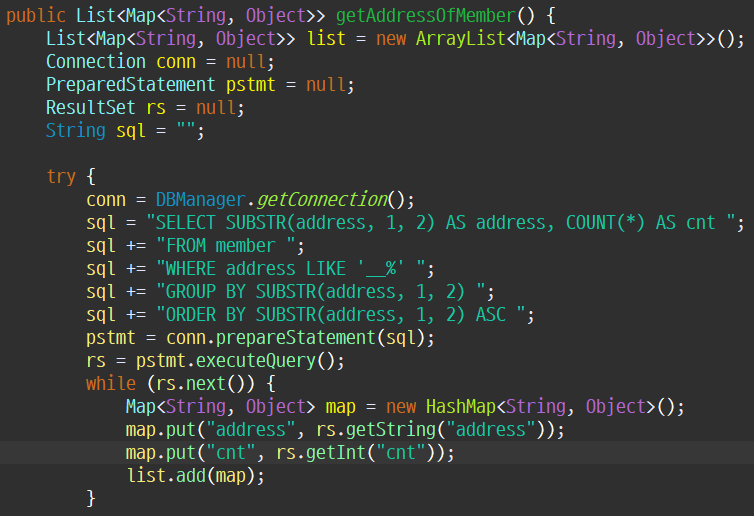 public List<Map<String, Object>> getAddressOfMember() {
    List<Map<String, Object>> list = new ArrayList<Map<String, Object>>();
    Connection conn = null;
    PreparedStatement pstmt = null;
    ResultSet rs = null;
    String sql = "";

    try {
        conn = DBManager.getConnection();
        sql = "SELECT SUBSTR(address, 1, 2) AS address, COUNT(*) AS cnt ";
        sql += "FROM member ";
        sql += "WHERE address LIKE '__%' ";
        sql += "GROUP BY SUBSTR(address, 1, 2) ";
        sql += "ORDER BY SUBSTR(address, 1, 2) ASC ";
        pstmt = conn.prepareStatement(sql);
        rs = pstmt.executeQuery();
        while (rs.next()) {
            Map<String, Object> map = new HashMap<String, Object>();
            map.put("address", rs.getString("address"));
            map.put("cnt", rs.getInt("cnt"));
            list.add(map);
        }